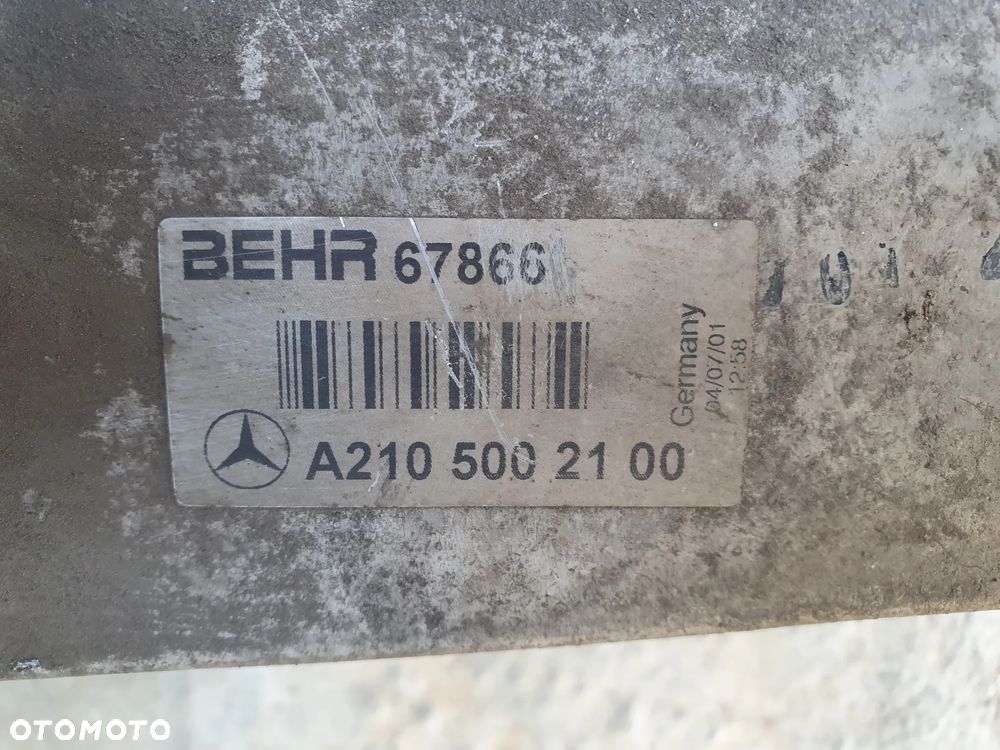 BEHR 67866
Germany
04/07/01
12:58
A210 500 21 00
OTOMOTO